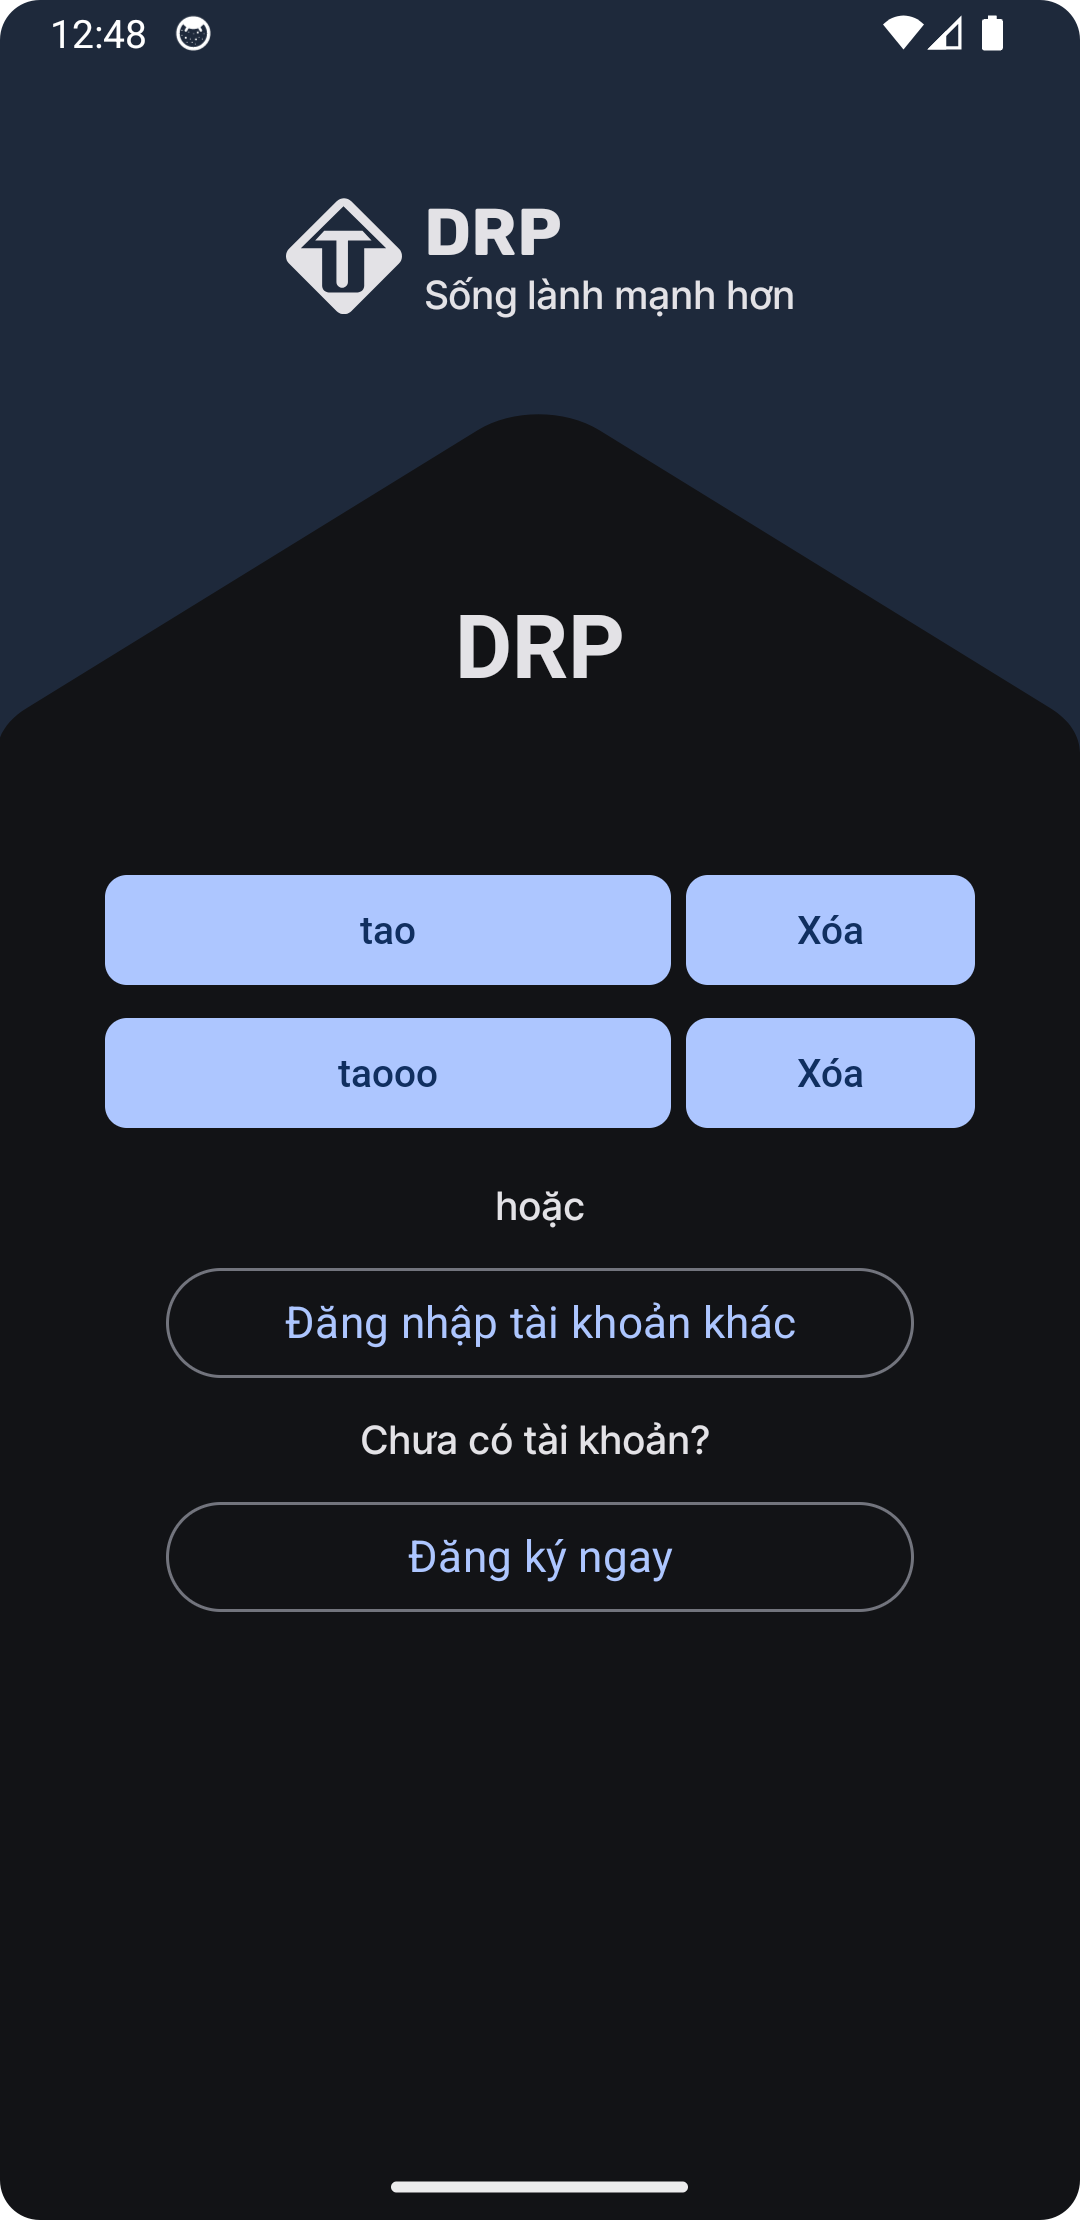 12:48
DRP
Sống lành mạnh hơn
DRP
tao
Xóa
taooo
Xóa
hoặc
Đăng nhập tài khoản khác
Chưa có tài khoản?
Đăng ký ngay